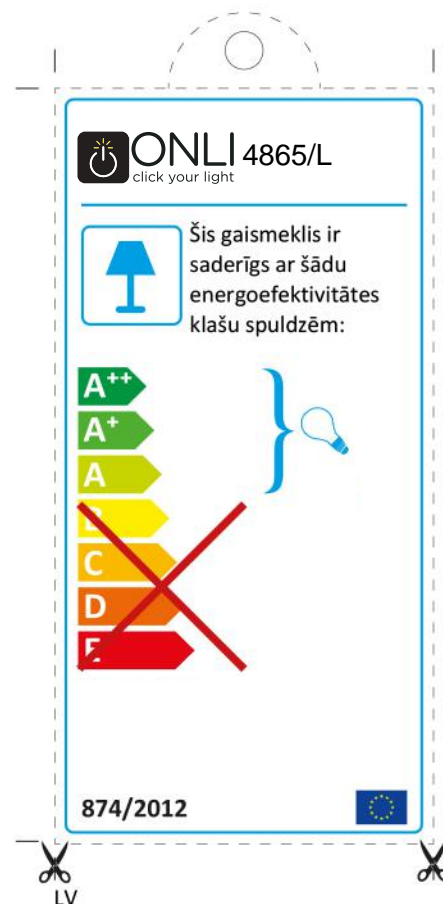 ONLI 4865/L
click your light
Šis gaismeklis ir
saderīgs ar šādu
energoefektivitātes
klašu spuldzēm:
A++
A+
A
B
C
D
E
874/2012
LV